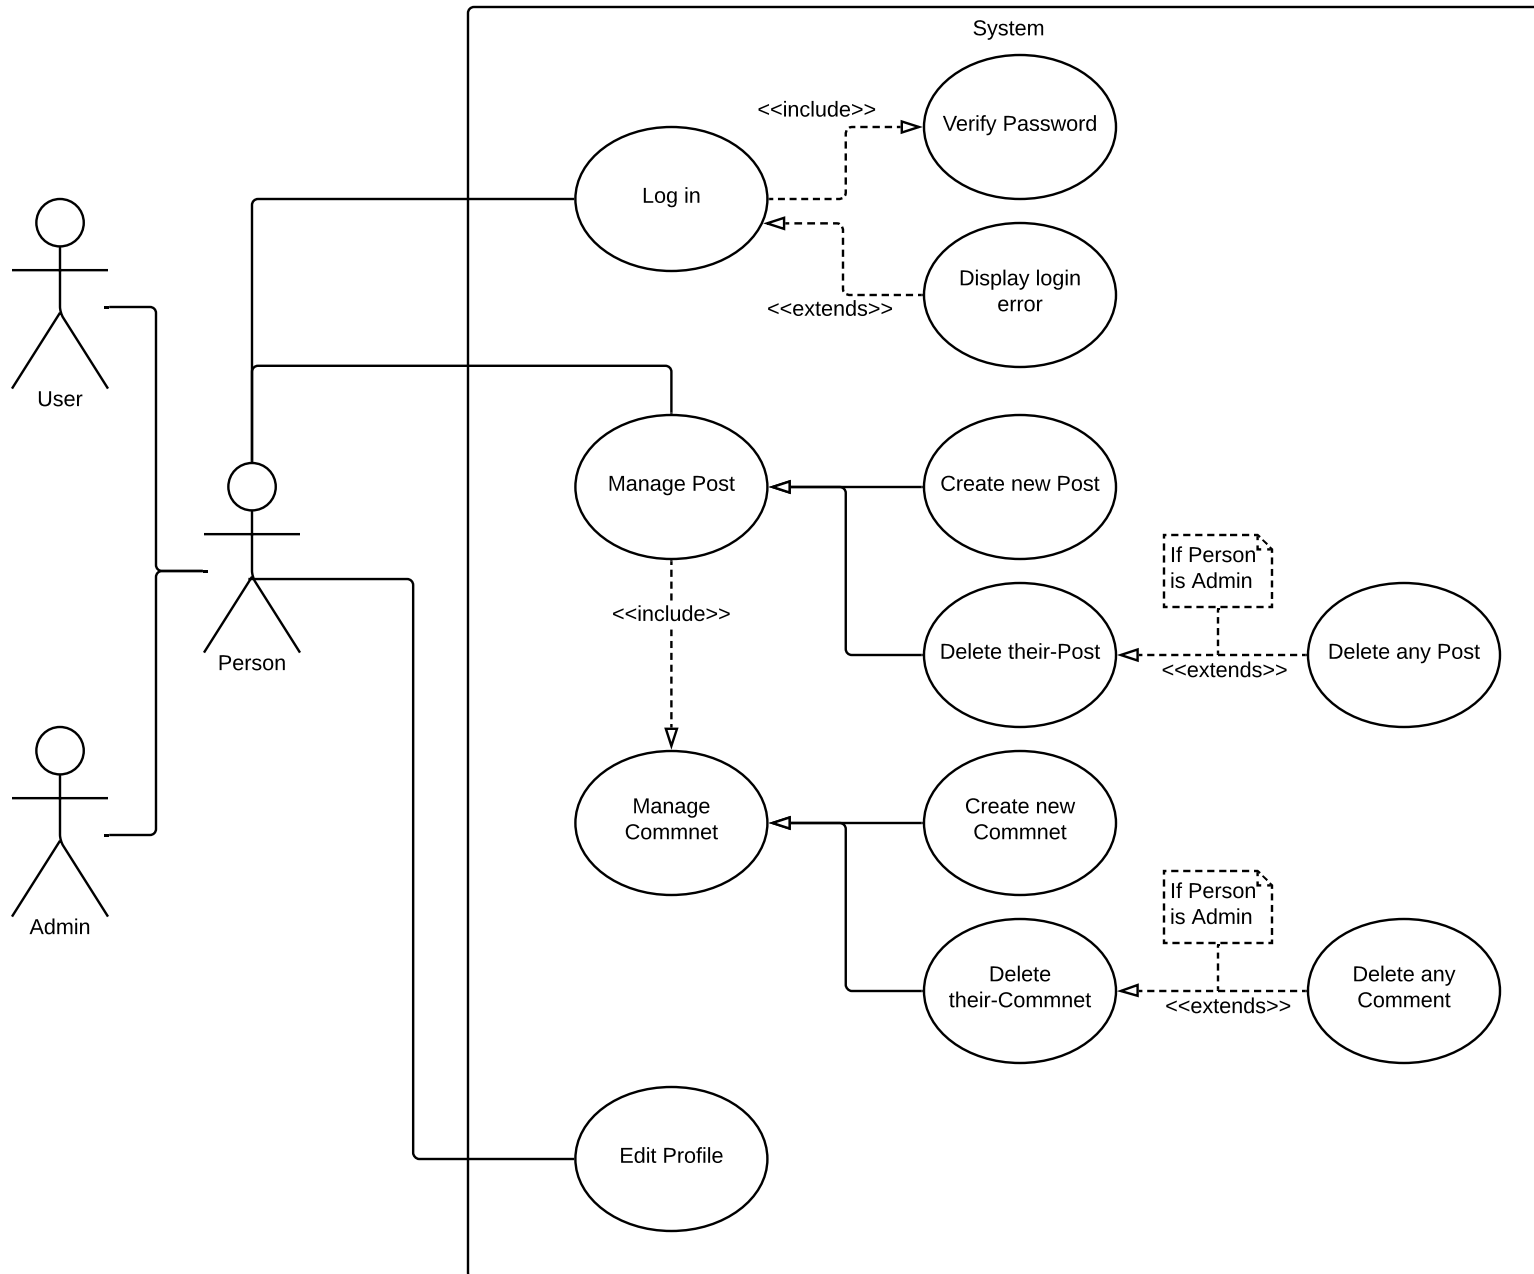 System
<<include>>
Verify Password
Log in
Display login
error
<<extends>>
User
Manage Post
Create new Post
If Person
is Admin
<<include>>
Delete their-Post
Delete any Post
<<extends>>
Person
Manage
Commnet
Create new
Commnet
If Person
is Admin
Admin
Delete
their-Commnet
Delete any
Comment
<<extends>>
Edit Profile